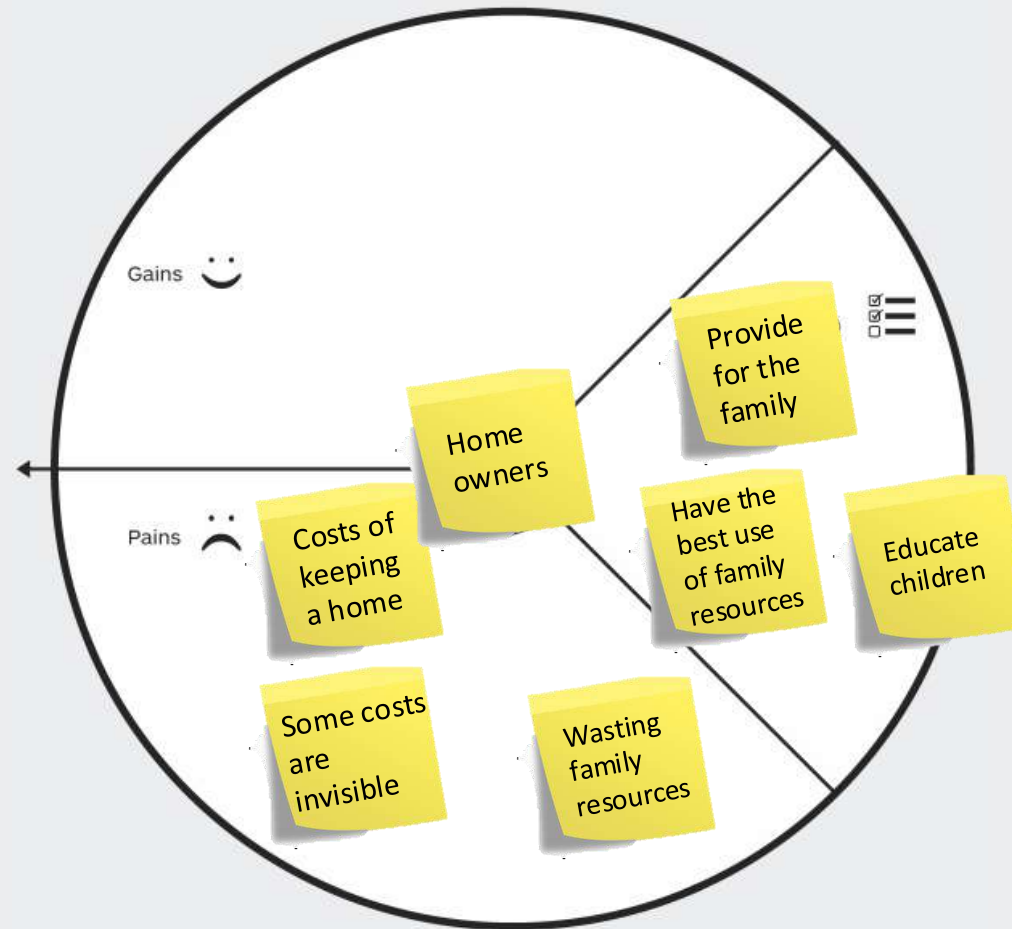 Gains
Provide
for the
family
Home
owners
Pains
Costs of
keeping
a home
Have the
best use
of family
resources
Educate
children
Some costs
are
invisible
Wasting
family
resources